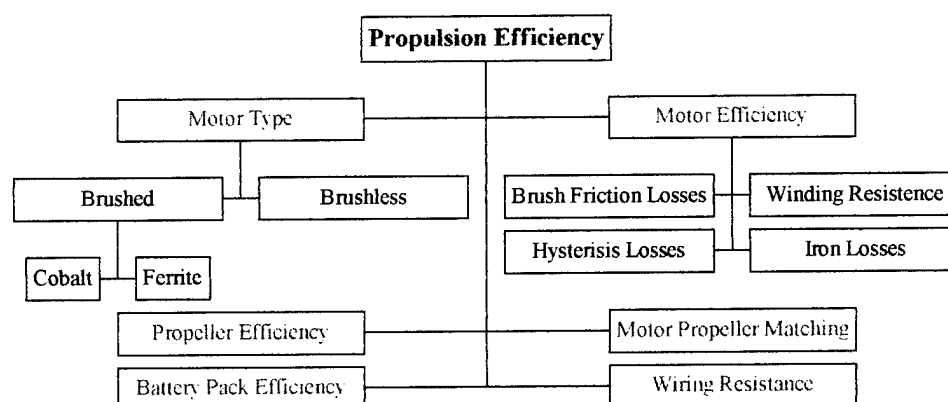 Propulsion Efficiency
Motor Type
Motor Efficiency
Brushed
Brushless
Brush Friction Losses
Winding Resistence
Hysterisis Losses
Iron Losses
Cobalt
Ferrite
Propeller Efficiency
Motor Propeller Matching
Battery Pack Efficiency
Wiring Resistance